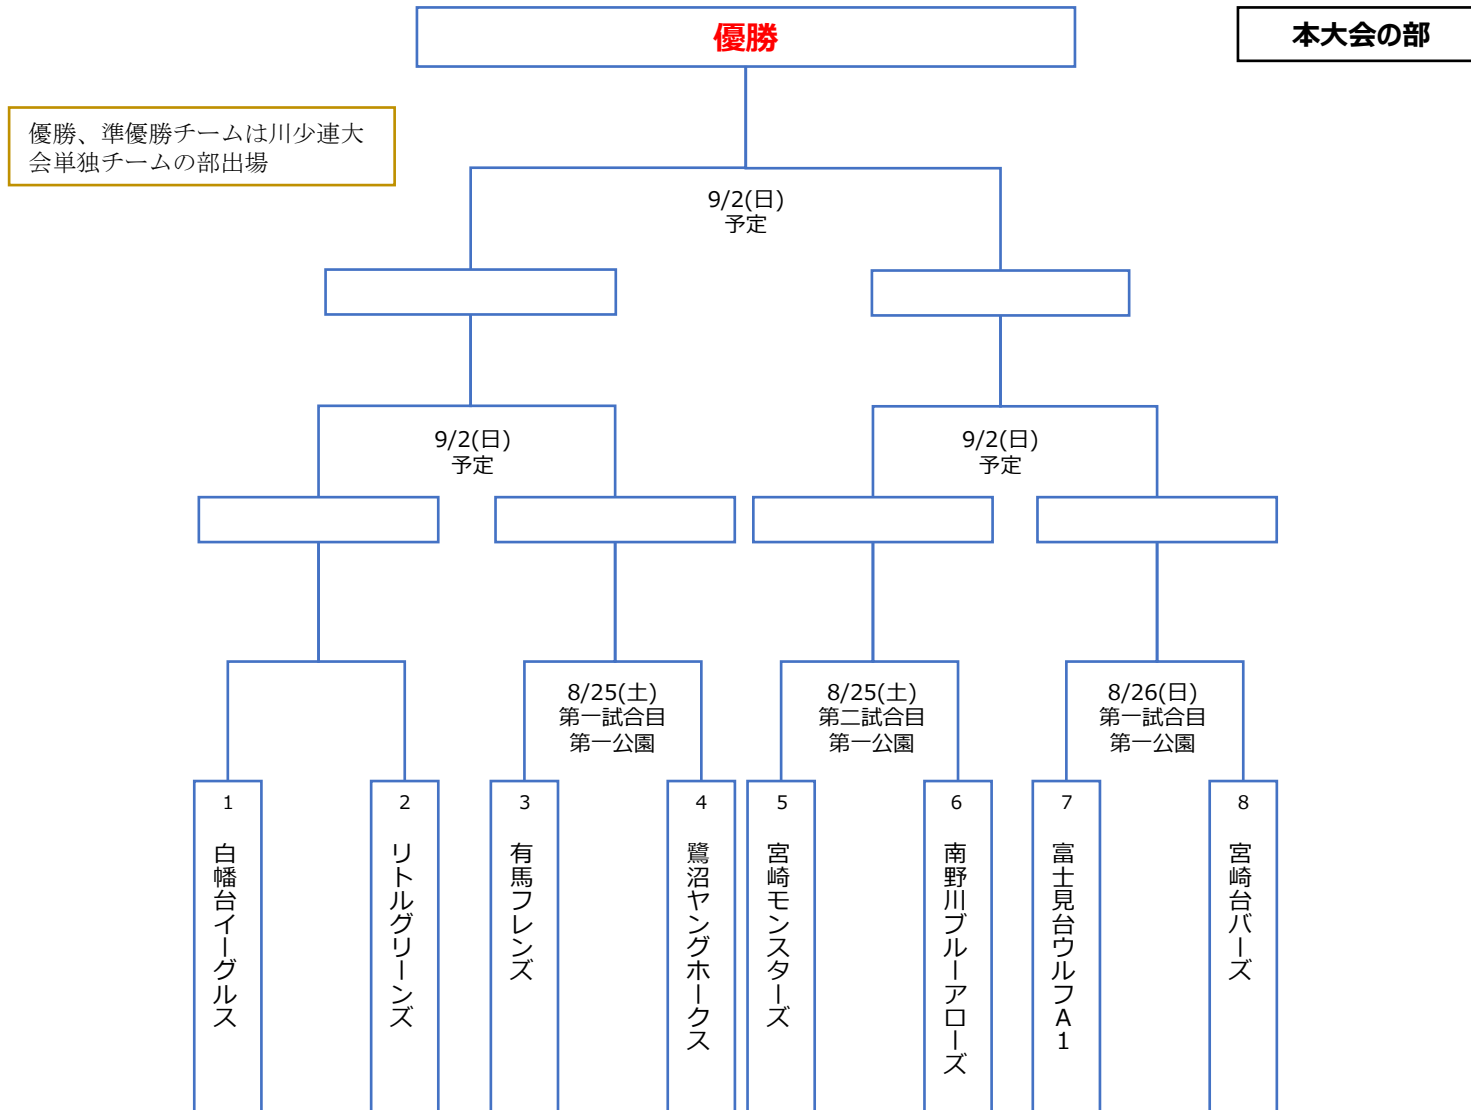 優勝
本大会の部
優勝、準優勝チームは川少連大
会単独チームの部出場
9/2(日)
予定
9/2(日)
予定
9/2(日)
予定
8/25(土)
第一試合目
第一公園
8/25(土)
第二試合目
第一公園
8/26(日)
第一試合目
第一公園
1
白幡台イーグルス
2
リトルグリーンズ
3
有馬フレンズ
4
鷺沼ヤングホークス
5
宮崎モンスターズ
6
南野川ブルーアローズ
7
富士見台ウルフA1
8
宮崎台バーズ